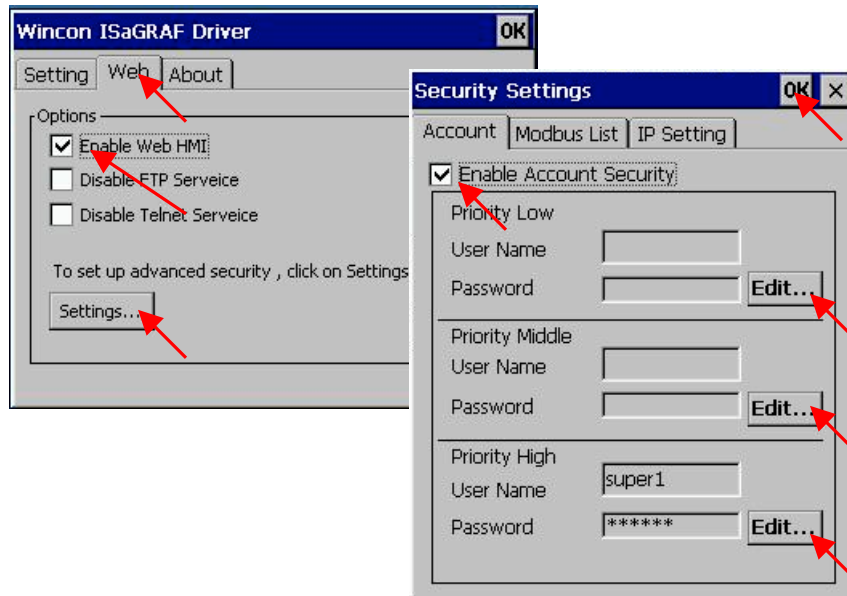 Wincon ISaGRAF Driver OK
Setting Web About
Options
Enable Web HMI
Disable FTP Serveice
Disable Telnet Serveice
To set up advanced security , click on Settings
Settings...
Security Settings OK ×
Account Modbus List IP Setting
Enable Account Security
Priority Low
User Name
Password Edit...
Priority Middle
User Name
Password Edit...
Priority High
User Name super1
Password ****** Edit...